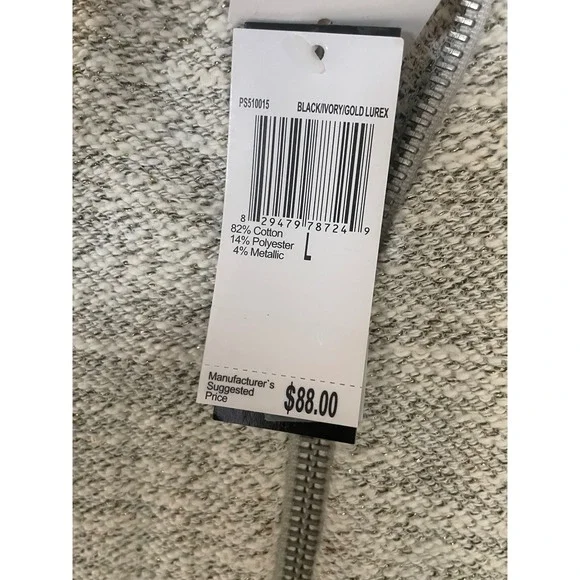 PS510015 BLACK/IVORY/GOLD LUREX
8 29479 78724 9
82% Cotton
14% Polyester
4% Metallic
L
Manufacturer`s
Suggested
Price
$88.00